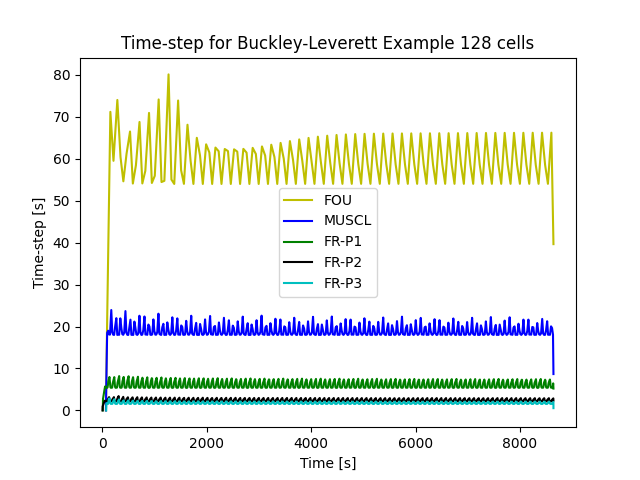 Time-step for Buckley-Leverett Example 128 cells
80
70
60
50
40
30
20
10
0
Time-step [s]
FOU
MUSCL
FR-P1
FR-P2
FR-P3
0 2000 4000 6000 8000
Time [s]